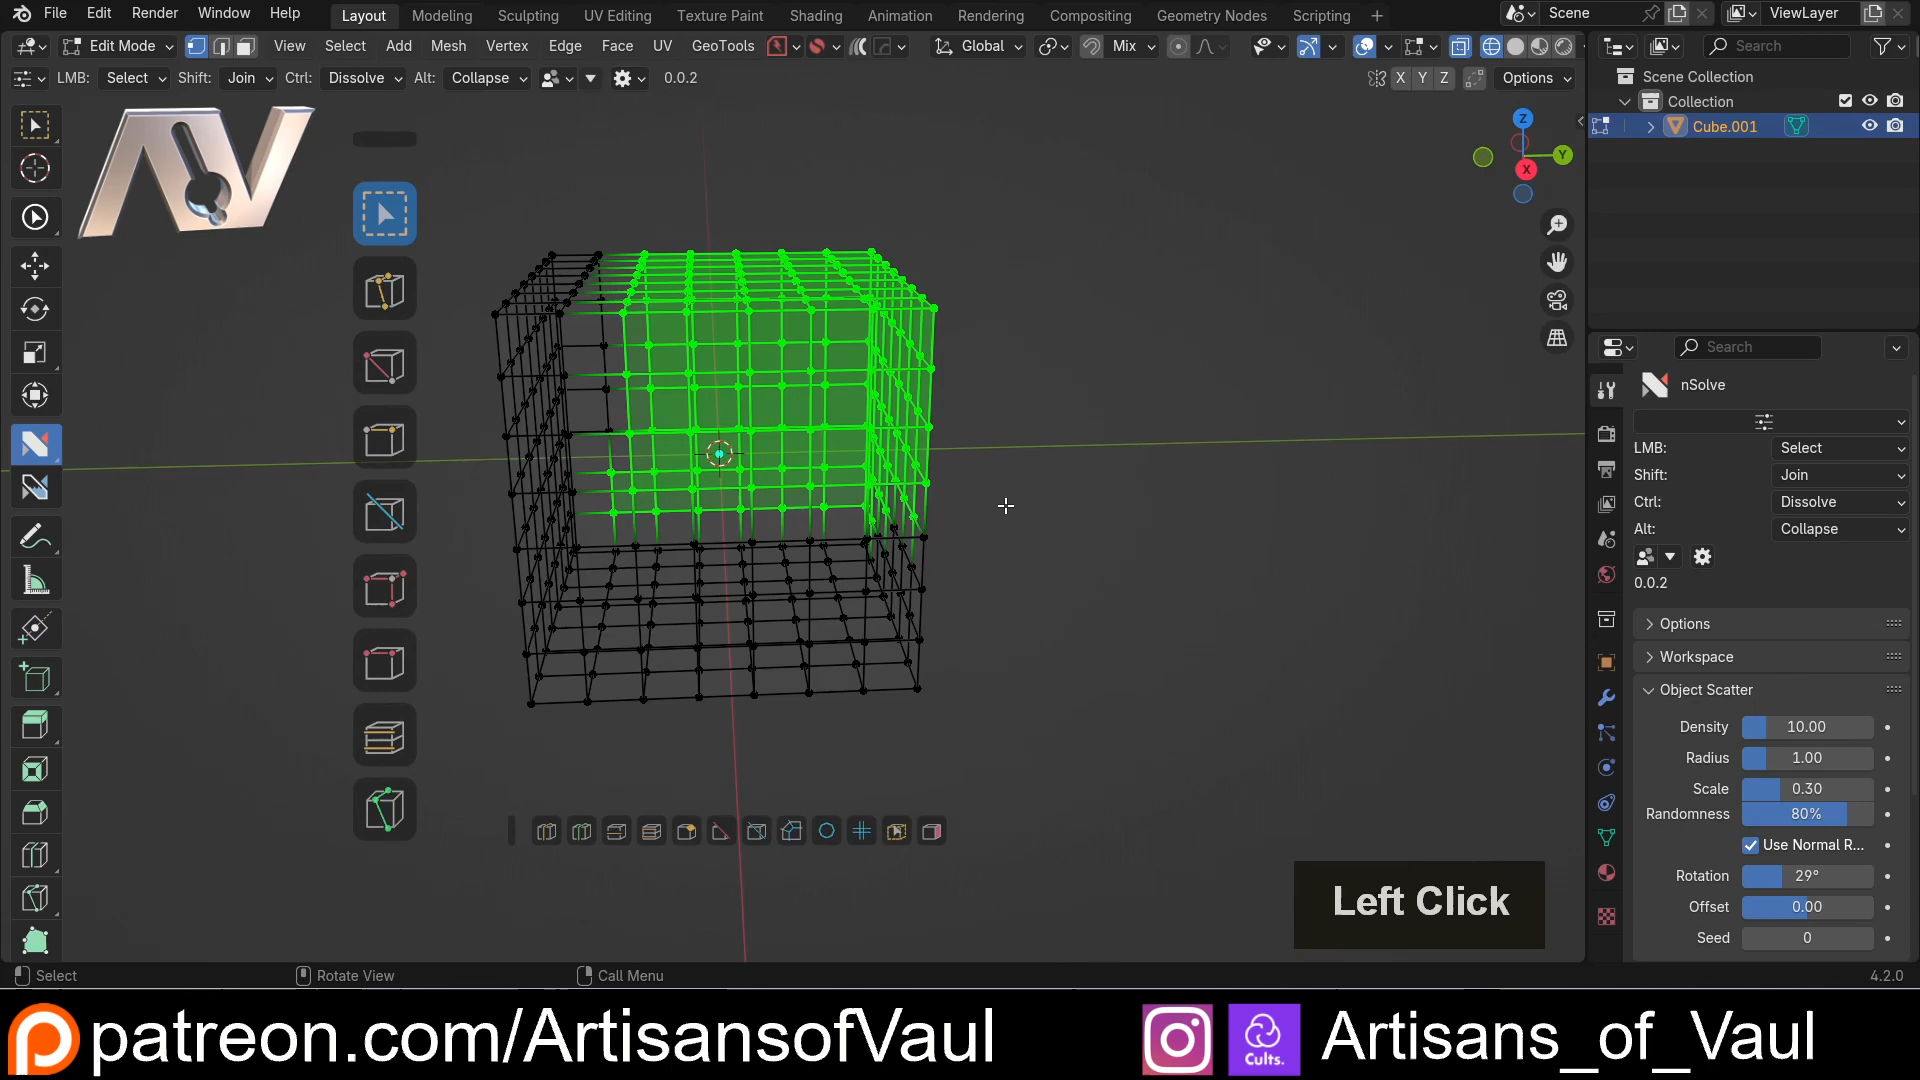 File Edit Render Window Help Layout Modeling Sculpting UV Editing Texture Paint Shading Animation Rendering Compositing Geometry Nodes Scripting + Scene ViewLayer
Edit Mode View Select Add Mesh Vertex Edge Face UV GeoTools Global Mix Search
LMB: Select Shift: Join Ctrl: Dissolve Alt: Collapse 0.0.2 X Y Z Options
Scene Collection
Collection
Cube.001
Z
Y
X
AV
Search
nSolve
LMB: Select
Shift: Join
Ctrl: Dissolve
Alt: Collapse
0.0.2
Options
Workspace
Object Scatter
Density 10.00
Radius 1.00
Scale 0.30
Randomness 80%
Use Normal R...
Rotation 29°
Offset 0.00
Seed 0
Left Click
Select Rotate View Call Menu 4.2.0
patreon.com/ArtisansofVaul
Cults.
Artisans_of_Vaul